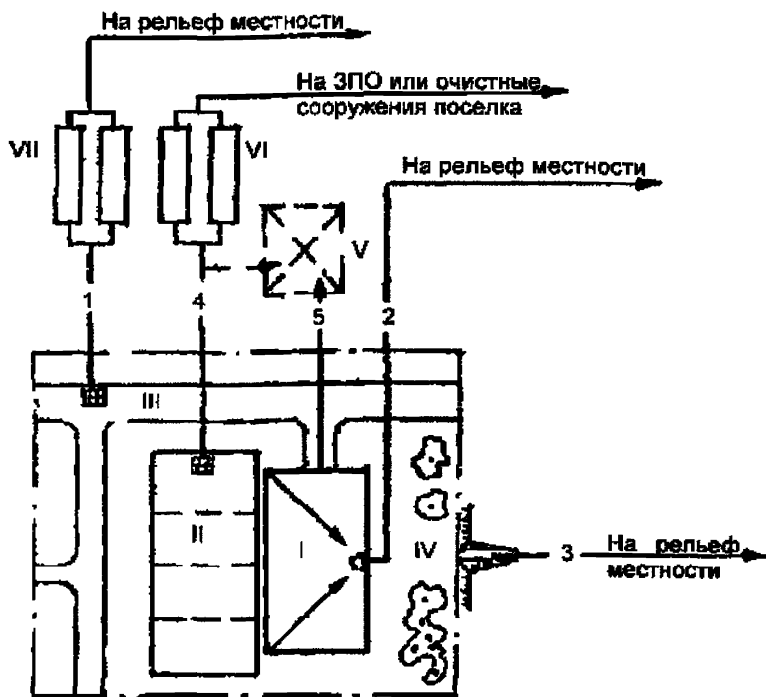 На рельеф местности
На ЗПО или очистные
сооружения поселка
VII
VI
На рельеф местности
V
1
4
5
2
III
II
I
IV
3
На рельеф
местности